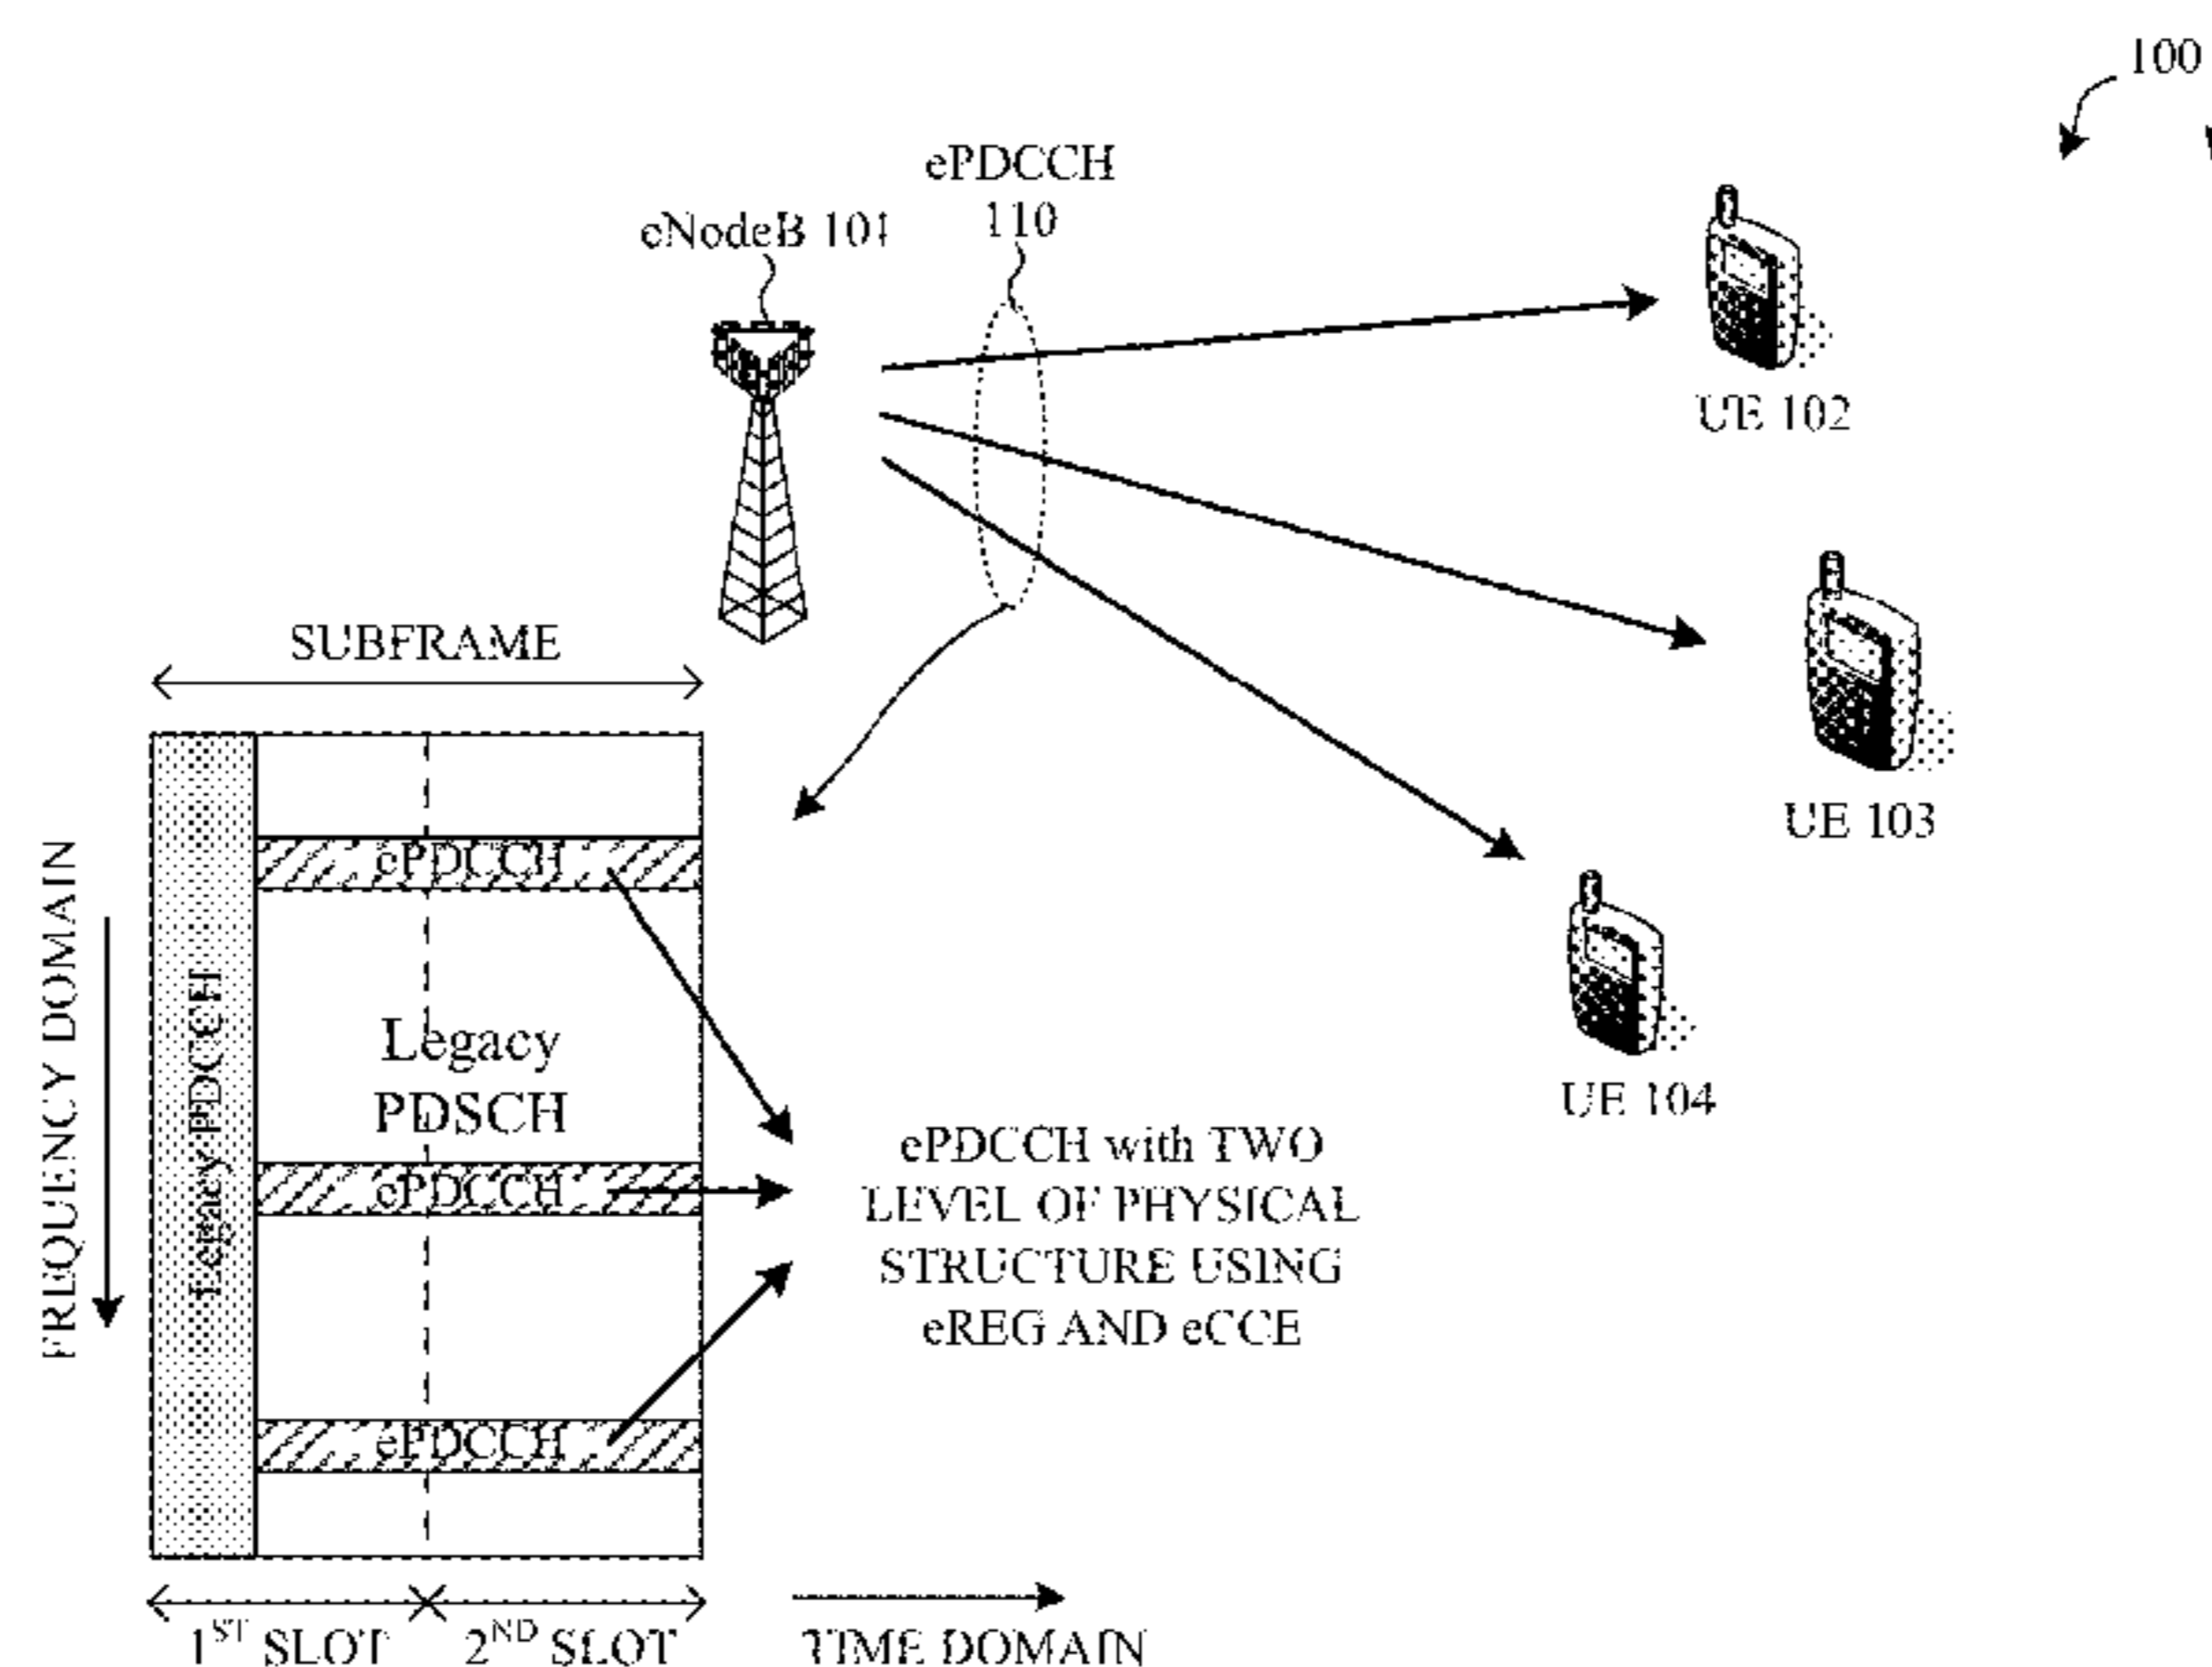 100
ePDCCH
110
eNodeB 101
UE 102
SUBFRAME
UE 103
FREQUENCY DOMAIN
Legacy PDCCH
ePDCCH
Legacy
PDSCH
ePDCCH
ePDCCH
UE 104
ePDCCH with TWO
LEVEL OF PHYSICAL
STRUCTURE USING
eREG AND eCCE
1ST SLOT
2ND SLOT
TIME DOMAIN